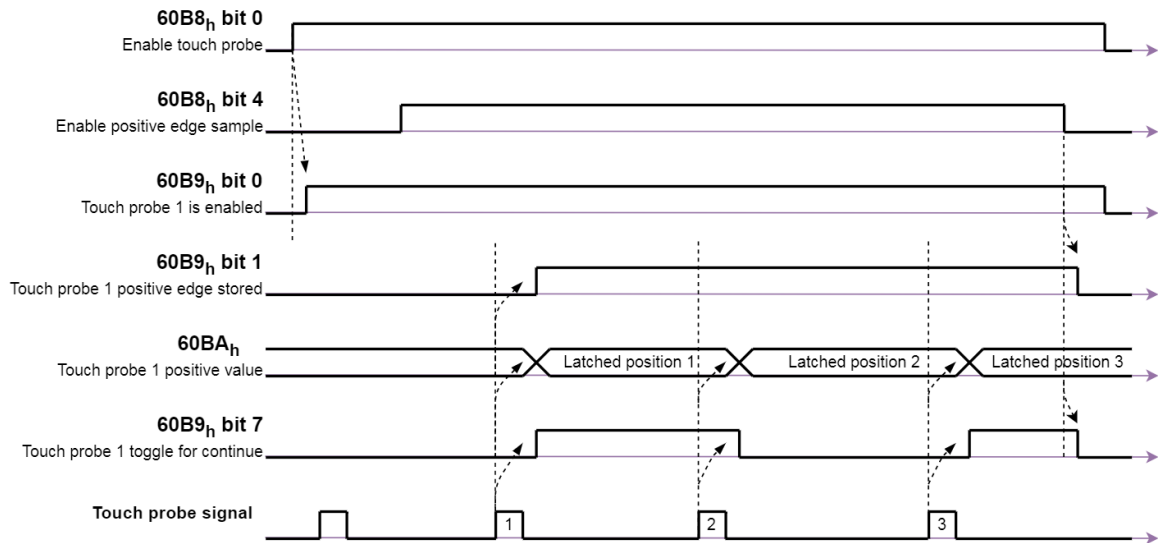 60B8h bit 0
Enable touch probe
60B8h bit 4
Enable positive edge sample
60B9h bit 0
Touch probe 1 is enabled
60B9h bit 1
Touch probe 1 positive edge stored
60BAh
Touch probe 1 positive value
Latched position 1
Latched position 2
Latched position 3
60B9h bit 7
Touch probe 1 toggle for continue
Touch probe signal
1
2
3